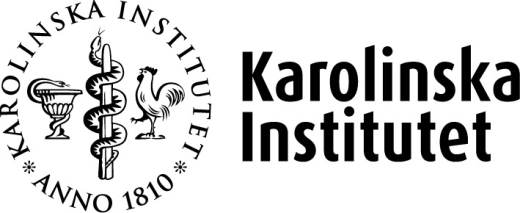 KAROLINSKA INSTITUTET
* ANNO 1810 *
Karolinska
Institutet